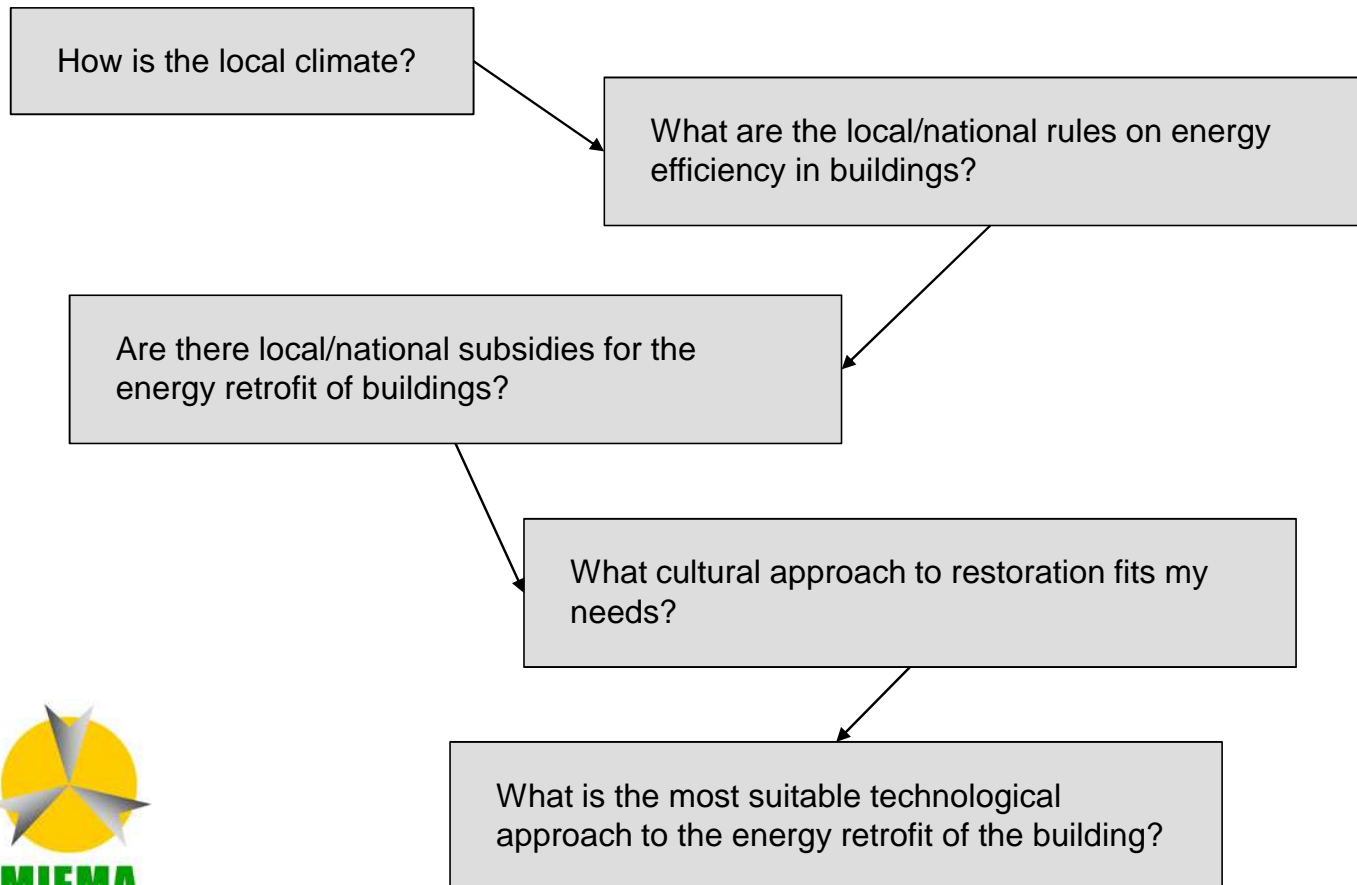 How is the local climate?
What are the local/national rules on energy
efficiency in buildings?
Are there local/national subsidies for the
energy retrofit of buildings?
What cultural approach to restoration fits my
needs?
What is the most suitable technological
approach to the energy retrofit of the building?
MIEMA